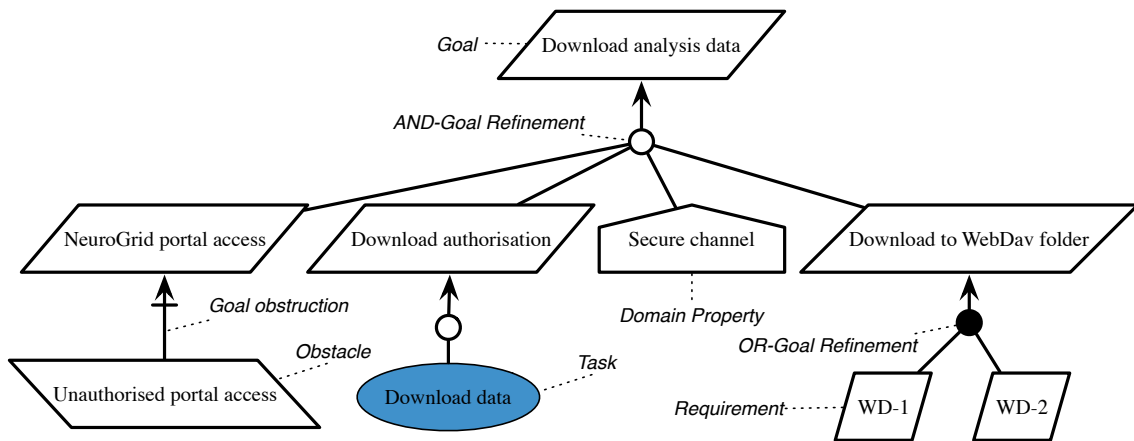 Goal
Download analysis data
AND-Goal Refinement
NeuroGrid portal access
Download authorisation
Secure channel
Download to WebDav folder
Goal obstruction
Domain Property
OR-Goal Refinement
Obstacle
Task
Unauthorised portal access
Download data
Requirement
WD-1
WD-2